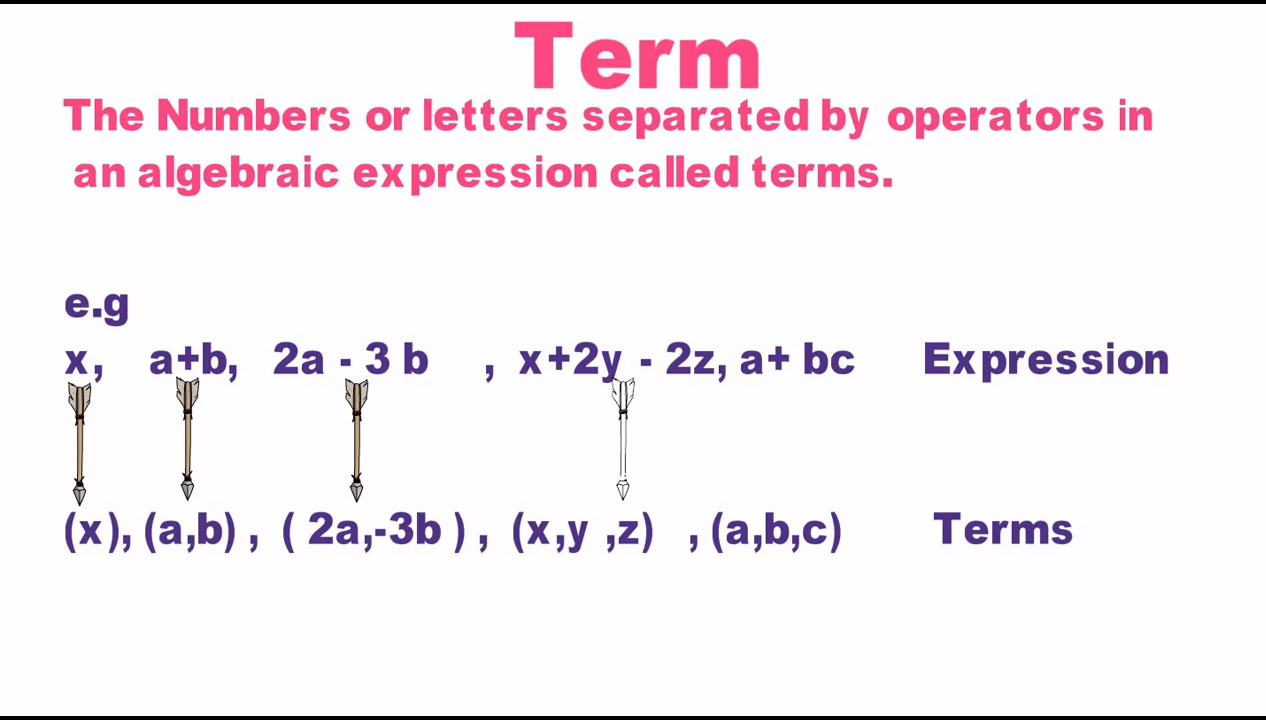 Term
The Numbers or letters separated by operators in
an algebraic expression called terms.
e.g
x, a+b, 2a - 3 b , x+2y - 2z, a+ bc Expression
(x), (a,b) , ( 2a,-3b ) , (x,y ,z) , (a,b,c) Terms